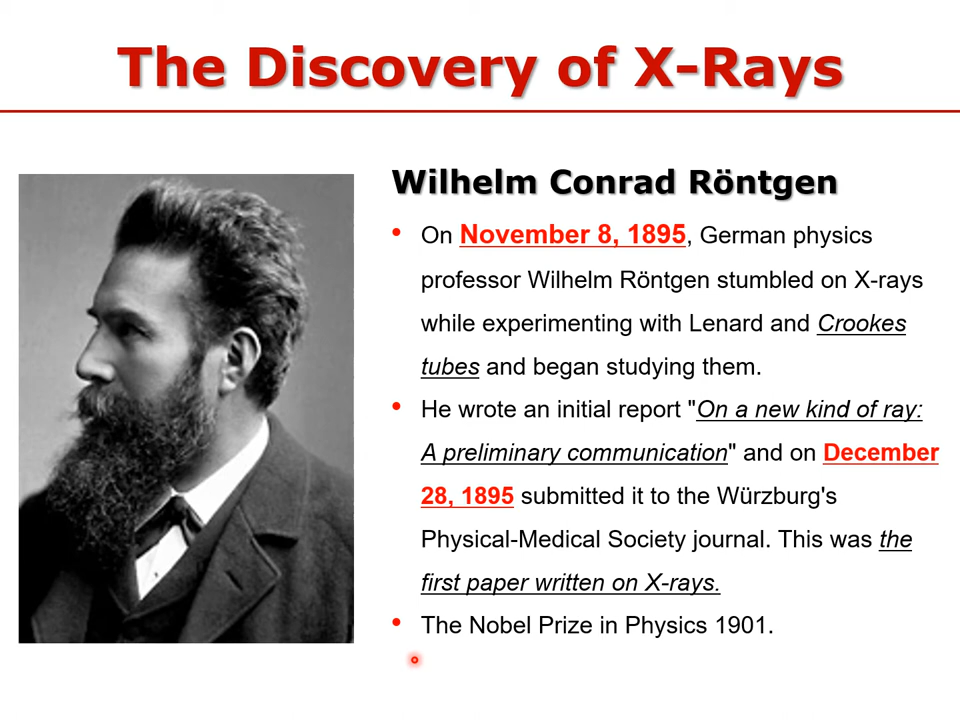 The Discovery of X-Rays
Wilhelm Conrad Röntgen
• On November 8, 1895, German physics
professor Wilhelm Röntgen stumbled on X-rays
while experimenting with Lenard and Crookes
tubes and began studying them.
• He wrote an initial report "On a new kind of ray:
A preliminary communication" and on December
28, 1895 submitted it to the Würzburg's
Physical-Medical Society journal. This was the
first paper written on X-rays.
• The Nobel Prize in Physics 1901.